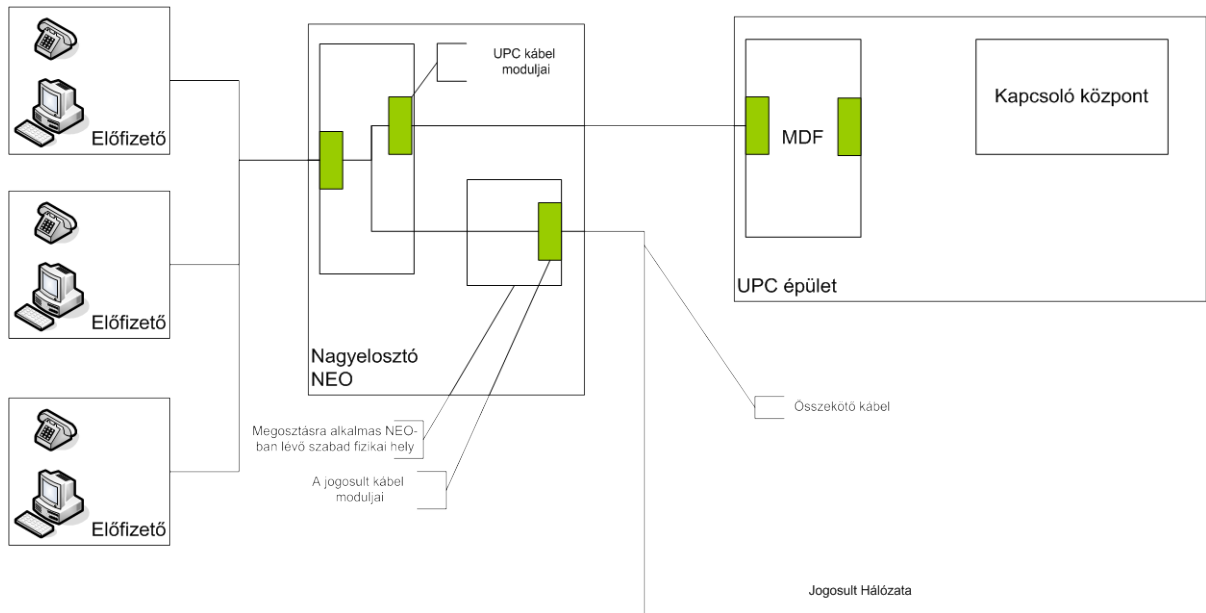 Előfizető
Előfizető
Előfizető
UPC kábel
moduljai
Nagyelosztó
NEO
Megosztásra alkalmas NEO-
ban lévő szabad fizikai hely
A jogosult kábel
moduljai
MDF
Kapcsoló központ
UPC épület
Összekötő kábel
Jogosult Hálózata